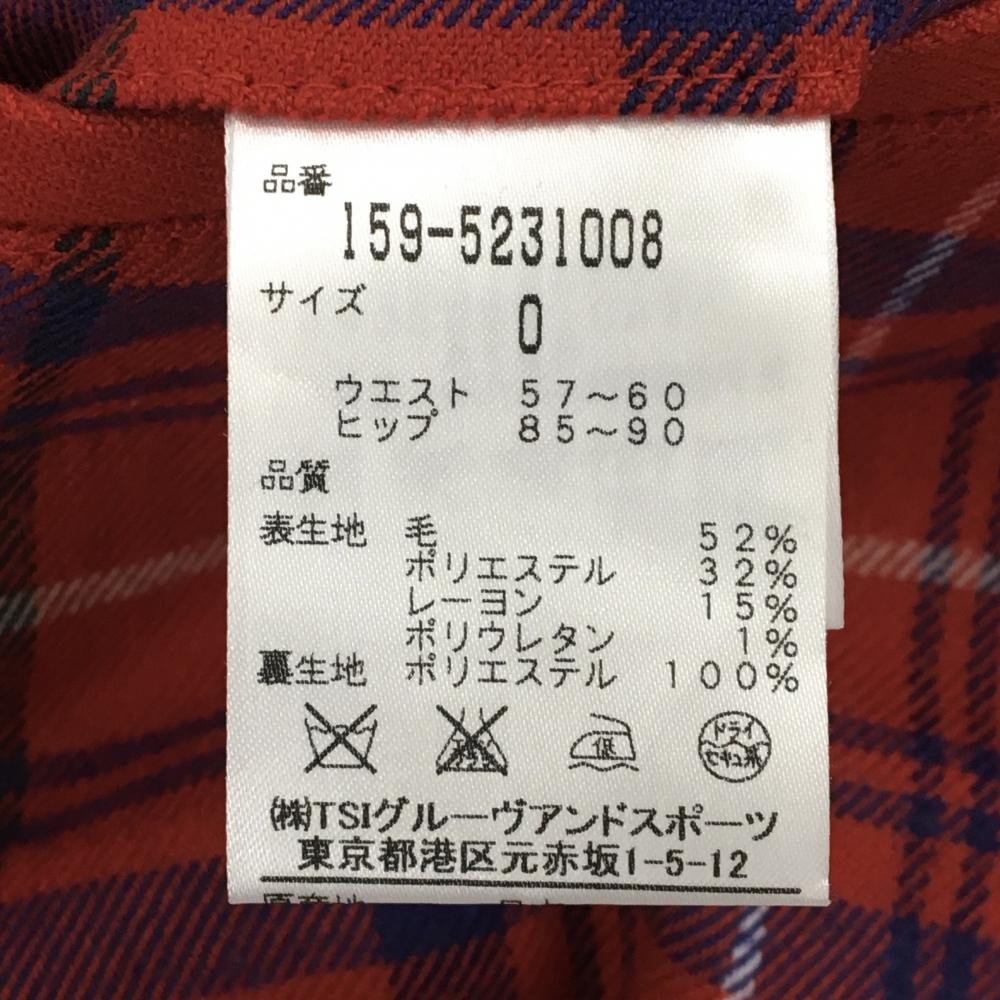 品番
159-5231008
サイズ 0
ウエスト 57～60
ヒップ 85～90
品質
表生地 毛 52%
ポリエステル 32%
レーヨン 15%
ポリウレタン 1%
裏生地 ポリエステル 100%
低
ドライ
セキユ系
㈱TSIグルーヴアンドスポーツ
東京都港区元赤坂1-5-12
原産地